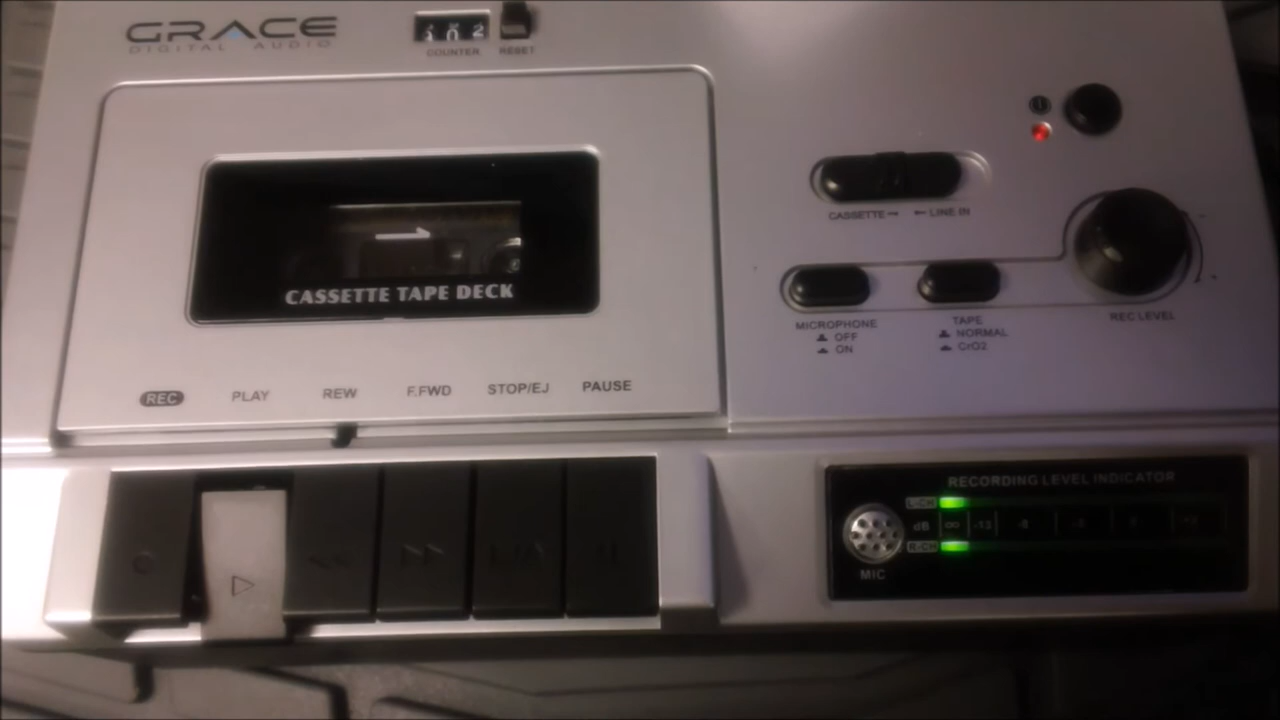 GRACE
DIGITAL AUDIO
COUNTER
RESET
CASSETTE
LINE IN
CASSETTE TAPE DECK
MICROPHONE
OFF
ON
TAPE
NORMAL
CrO2
REC LEVEL
REC
PLAY
REW
F.FWD
STOP/EJ
PAUSE
RECORDING LEVEL INDICATOR
L-CH
dB
∞
R-CH
MIC